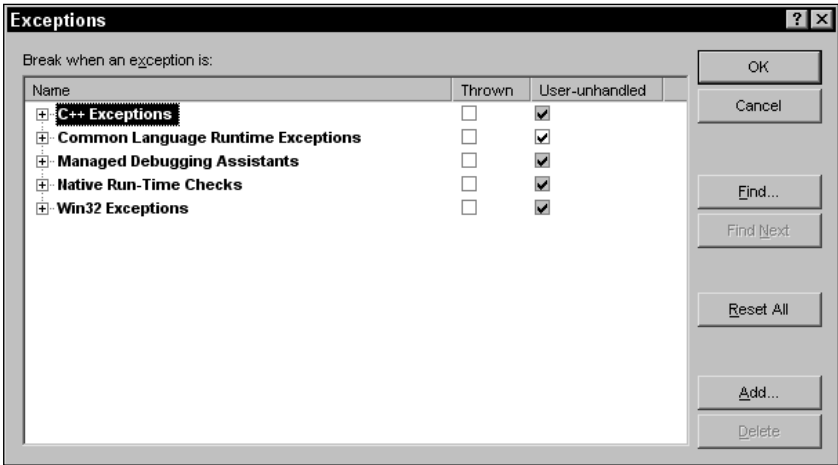 Exceptions
Break when an exception is:
Name Thrown User-unhandled
C++ Exceptions
Common Language Runtime Exceptions
Managed Debugging Assistants
Native Run-Time Checks
Win32 Exceptions
OK
Cancel
Find...
Find Next
Reset All
Add...
Delete